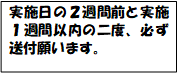 実施日の２週間前と実施
１週間以内の二度、必ず
送付願います。